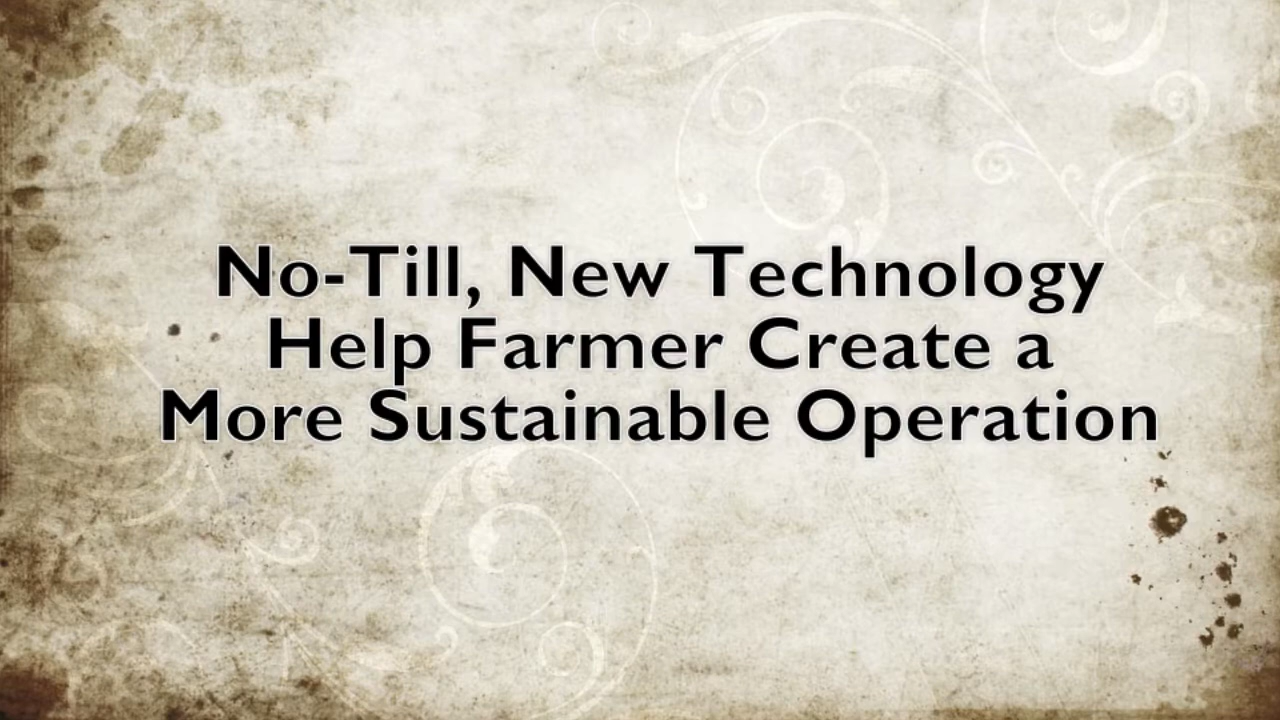 No-Till, New Technology
Help Farmer Create a
More Sustainable Operation